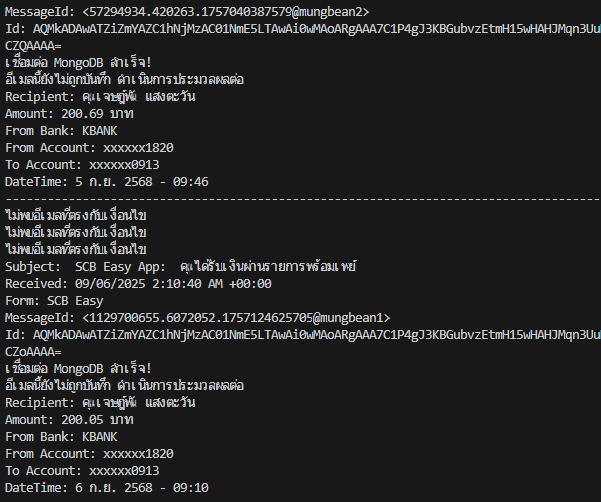 MessageId: <57294934.420263.1757040387579@mungbean2>
Id: AQMkADAwATZiZmYAZC1hNjMzAC01NmE5LTAwAi0wMAoARgAAA7C1P4gJ3KBGubvzEtmH15wHAHJMqn3Uu
CZQAAAA=
เชื่อมต่อ MongoDB สำเร็จ!
อีเมลนี้ยังไม่ถูกบันทึก ดำเนินการประมวลผลต่อ
Recipient: คุณเจษฎ์พัฒ แสงตะวัน
Amount: 200.69 บาท
From Bank: KBANK
From Account: xxxxxx1820
To Account: xxxxxx0913
DateTime: 5 ก.ย. 2568 - 09:46
--------------------------------------------------------------------------------
ไม่พบอีเมลที่ตรงกับเงื่อนไข
ไม่พบอีเมลที่ตรงกับเงื่อนไข
ไม่พบอีเมลที่ตรงกับเงื่อนไข
Subject: SCB Easy App: คุณได้รับเงินผ่านรายการพร้อมเพย์
Received: 09/06/2025 2:10:40 AM +00:00
Form: SCB Easy
MessageId: <1129700655.6072052.1757124625705@mungbean1>
Id: AQMkADAwATZiZmYAZC1hNjMzAC01NmE5LTAwAi0wMAoARgAAA7C1P4gJ3KBGubvzEtmH15wHAHJMqn3Uu
CZoAAAA=
เชื่อมต่อ MongoDB สำเร็จ!
อีเมลนี้ยังไม่ถูกบันทึก ดำเนินการประมวลผลต่อ
Recipient: คุณเจษฎ์พัฒ แสงตะวัน
Amount: 200.05 บาท
From Bank: KBANK
From Account: xxxxxx1820
To Account: xxxxxx0913
DateTime: 6 ก.ย. 2568 - 09:10